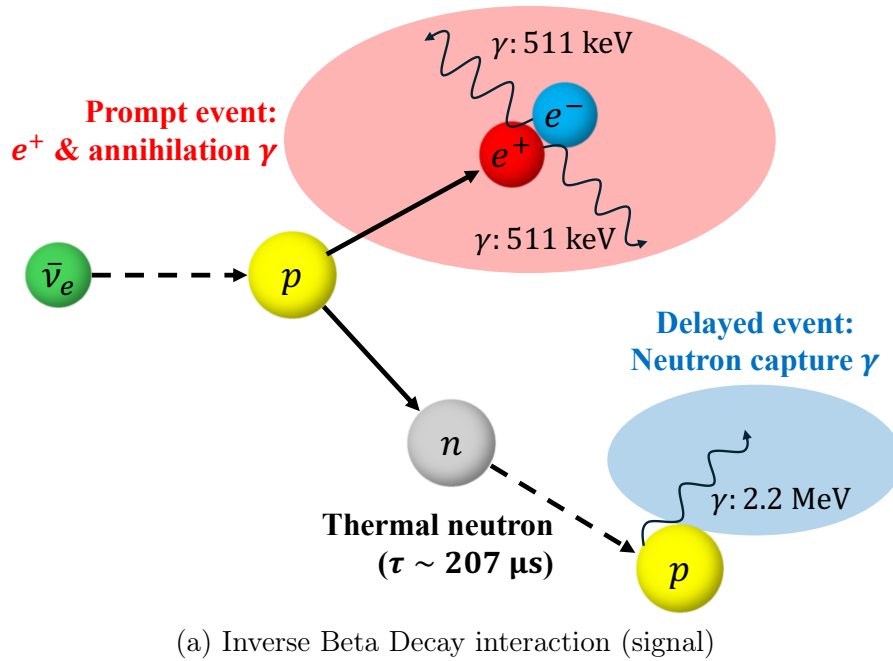 γ: 511 keV
Prompt event:
e⁺ & annihilation γ
e⁻
e⁺
γ: 511 keV
ν̄ₑ
p
Delayed event:
Neutron capture γ
n
γ: 2.2 MeV
Thermal neutron
(τ ~ 207 μs)
p
(a) Inverse Beta Decay interaction (signal)